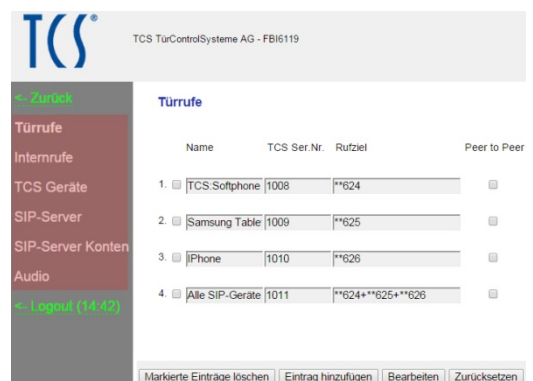 TCS
TCS TürControlSysteme AG - FBI6119
<- Zurück
Türrufe
Internrufe
TCS Geräte
SIP-Server
SIP-Server Konten
Audio
<- Logout (14:42)
Türrufe
Name TCS Ser.Nr. Rufziel Peer to Peer
1. TCS:Softphone 1008 **624
2. Samsung Table 1009 **625
3. IPhone 1010 **626
4. Alle SIP-Geräte 1011 **624+**625+**626
Markierte Einträge löschen Eintrag hinzufügen Bearbeiten Zurücksetzen